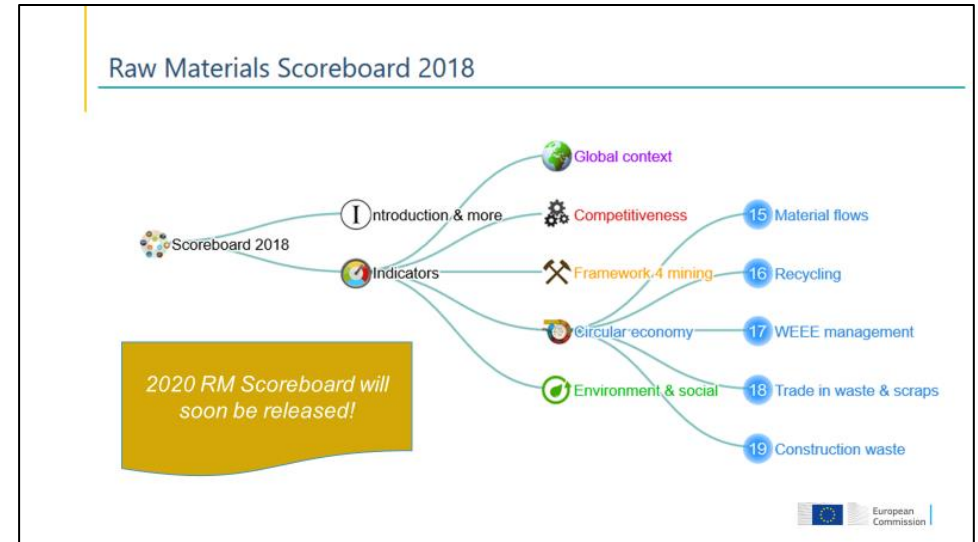 Raw Materials Scoreboard 2018
Global context
Introduction & more
Competitiveness
15 Material flows
Scoreboard 2018
Indicators
Framework 4 mining
16 Recycling
Circular economy
17 WEEE management
2020 RM Scoreboard will
soon be released!
Environment & social
18 Trade in waste & scraps
19 Construction waste
European
Commission